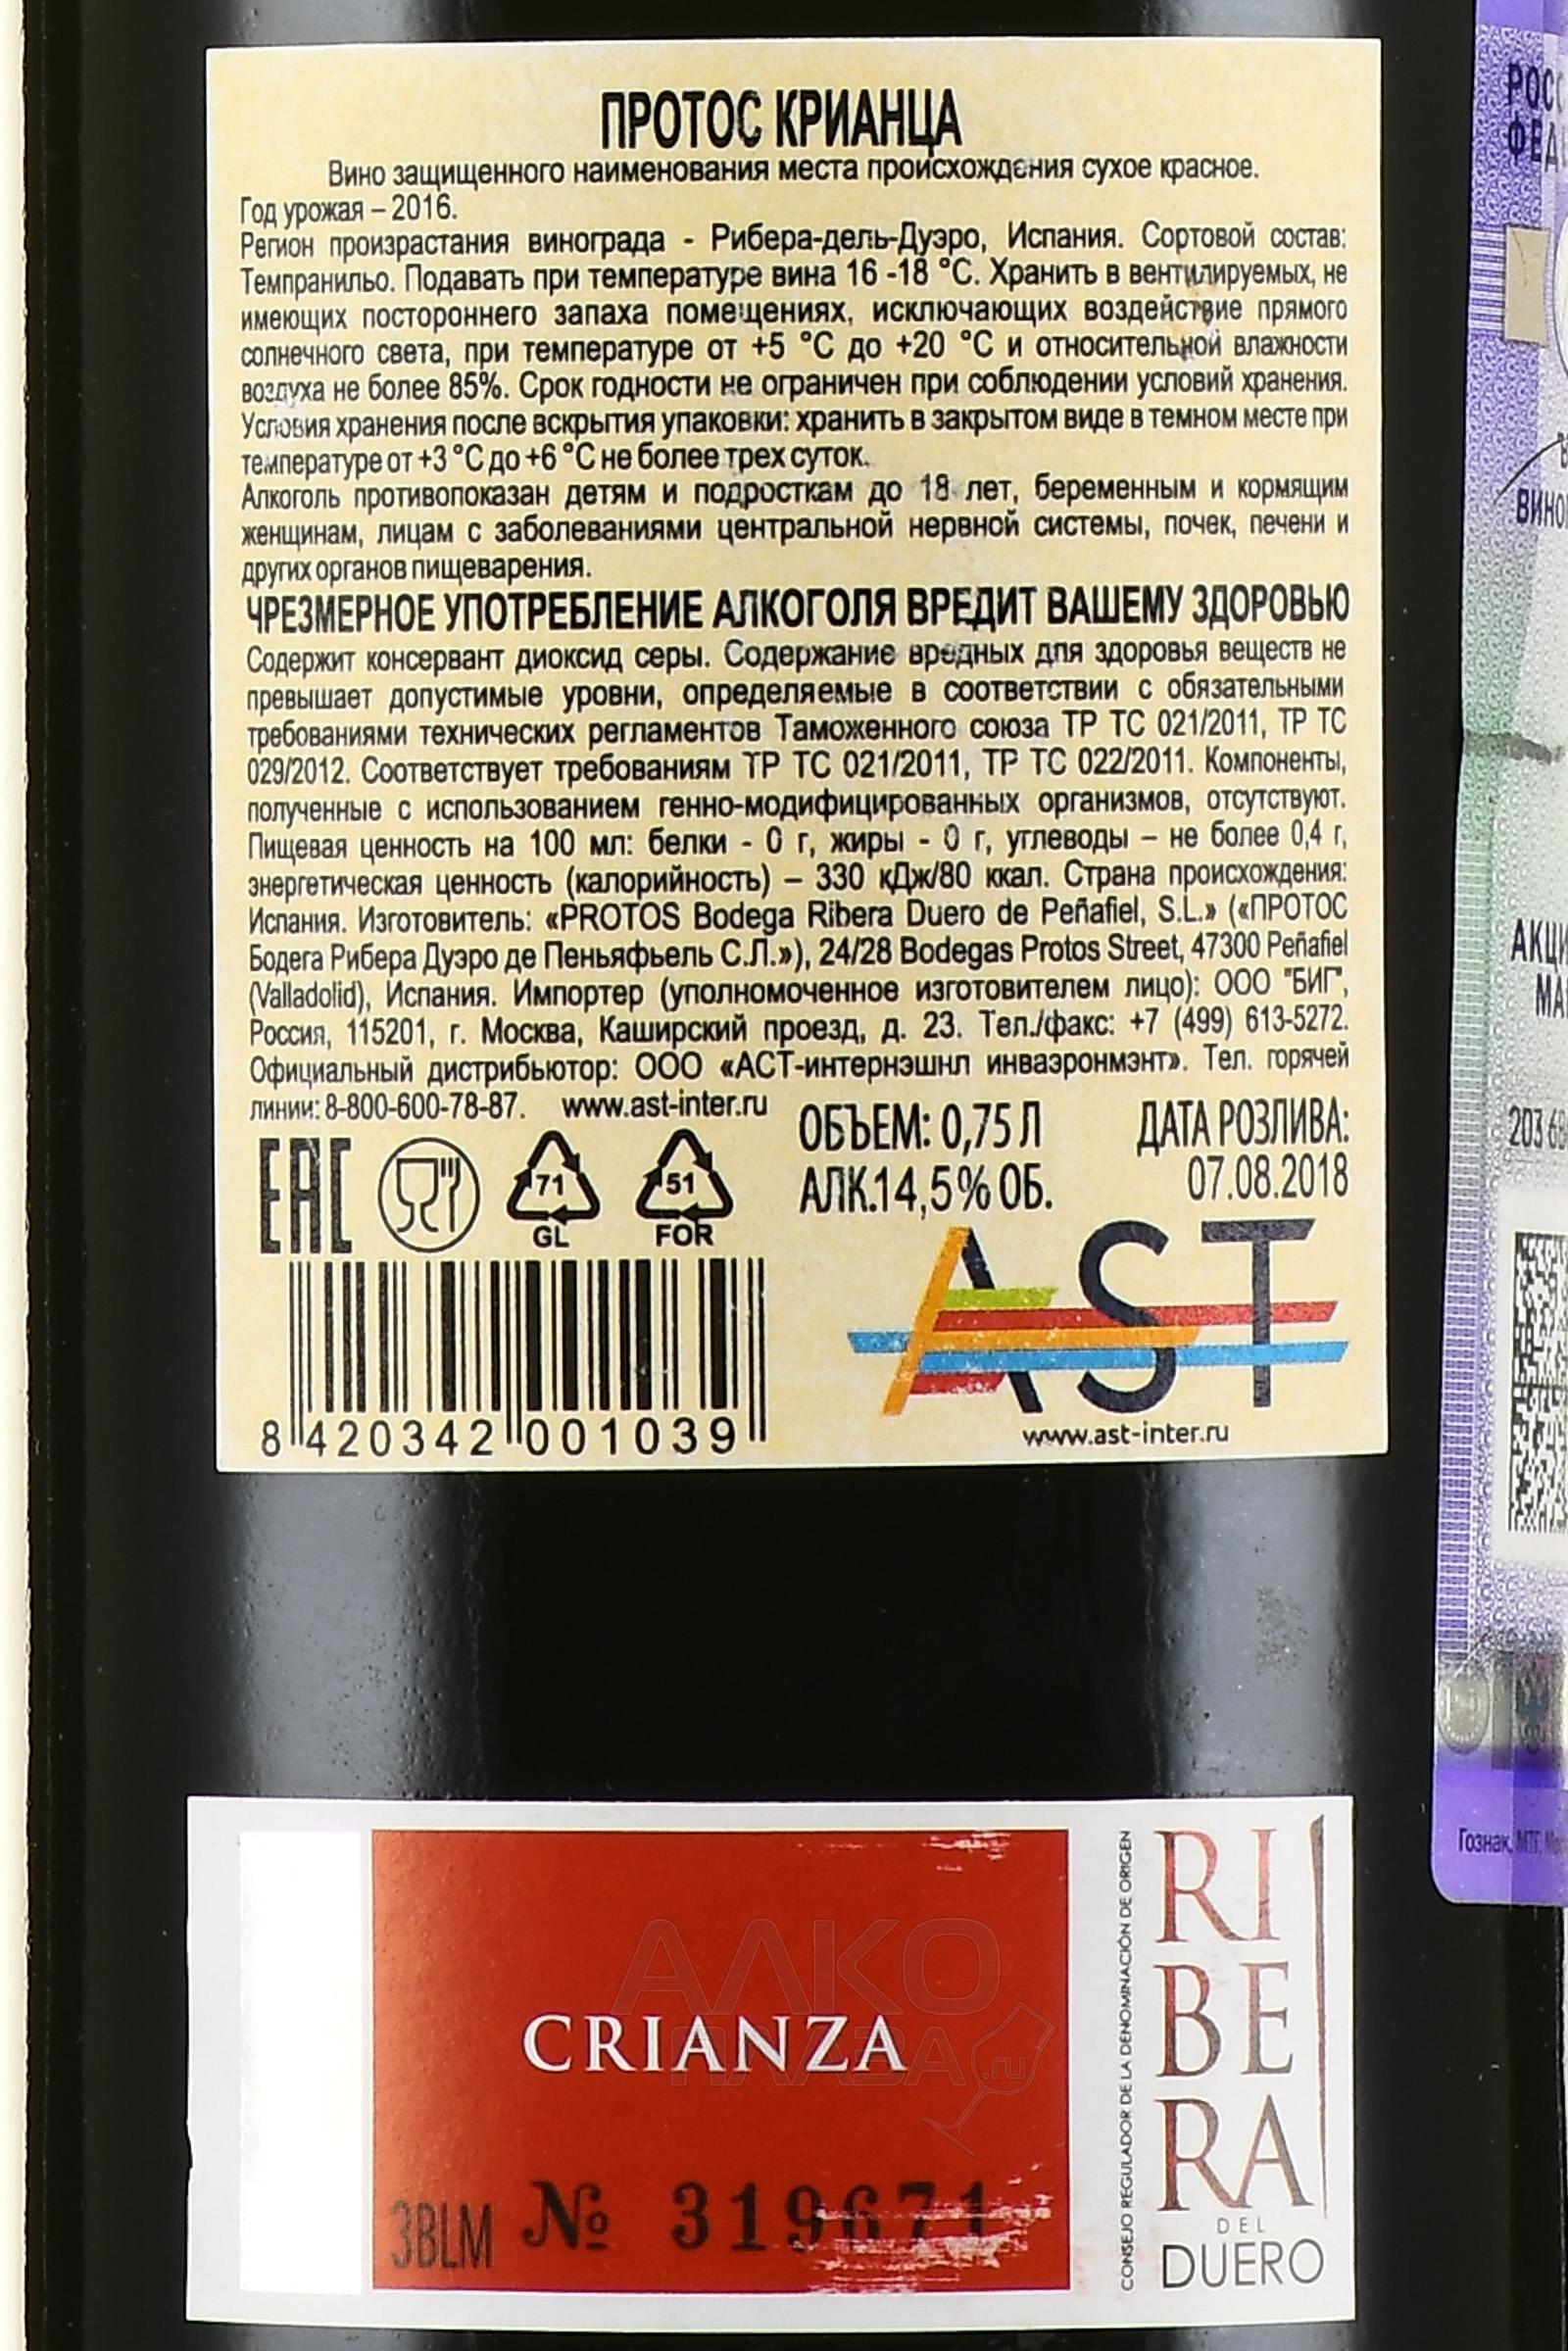 ПРОТОС КРИАНЦА
Вино защищенного наименования места происхождения сухое красное.
Год урожая – 2016.
Регион произрастания винограда - Рибера-дель-Дуэро, Испания. Сортовой состав:
Темпранильо. Подавать при температуре вина 16 -18 °С. Хранить в вентилируемых, не
имеющих постороннего запаха помещениях, исключающих воздействие прямого
солнечного света, при температуре от +5 °С до +20 °С и относительной влажности
воздуха не более 85%. Срок годности не ограничен при соблюдении условий хранения.
Условия хранения после вскрытия упаковки: хранить в закрытом виде в темном месте при
температуре от +3 °С до +6 °С не более трех суток.
Алкоголь противопоказан детям и подросткам до 18 лет, беременным и кормящим
женщинам, лицам с заболеваниями центральной нервной системы, почек, печени и
других органов пищеварения.
ЧРЕЗМЕРНОЕ УПОТРЕБЛЕНИЕ АЛКОГОЛЯ ВРЕДИТ ВАШЕМУ ЗДОРОВЬЮ
Содержит консервант диоксид серы. Содержание вредных для здоровья веществ не
превышает допустимые уровни, определяемые в соответствии с обязательными
требованиями технических регламентов Таможенного союза ТР ТС 021/2011, ТР ТС
029/2012. Соответствует требованиям ТР ТС 021/2011, ТР ТС 022/2011. Компоненты,
полученные с использованием генно-модифицированных организмов, отсутствуют.
Пищевая ценность на 100 мл: белки - 0 г, жиры - 0 г, углеводы – не более 0,4 г,
энергетическая ценность (калорийность) – 330 кДж/80 ккал. Страна происхождения:
Испания. Изготовитель: «PROTOS Bodega Ribera Duero de Peñafiel, S.L.» («ПРОТОС
Бодега Рибера Дуэро де Пеньяфьель С.Л.»), 24/28 Bodegas Protos Street, 47300 Peñafiel
(Valladolid), Испания. Импортер (уполномоченное изготовителем лицо): ООО "БИГ",
Россия, 115201, г. Москва, Каширский проезд, д. 23. Тел./факс: +7 (499) 613-5272.
Официальный дистрибьютор: ООО «АСТ-интернэшнл инваэронмэнт». Тел. горячей
линии: 8-800-600-78-87. www.ast-inter.ru
ОБЪЕМ: 0,75 Л
АЛК.14,5% ОБ.
ДАТА РОЗЛИВА:
07.08.2018
EAC
71
GL
51
FOR
8 420342 001039
AST
www.ast-inter.ru
CRIANZA
3BLM № 319671
CONSEJO REGULADOR DE LA DENOMINACIÓN DE ORIGEN
RIBERA
DEL
DUERO
АЛКО
ПЛАЗА
.ru
Гознак, МТГ,